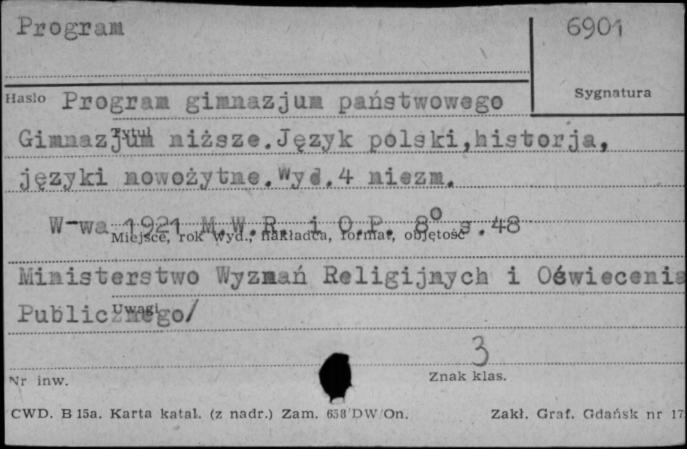 Program
6901
Sygnatura
Hasło Program gimnazjum państwowego
Tytuł
Gimnazjum niższe.Język polski,historja,
języki nowożytne.Wyd.4 niezm.
W-wa 1921 M.W.R. i O.P. 8° s.48
Miejsce, rok wyd., nakładca, format, objętość
Ministerstwo Wyznań Religijnych i Oświecenia
Uwagi
Publicznego/
3
Nr inw.
Znak klas.
CWD. B 15a. Karta katal. (z nadr.) Zam. 658 DW/On.
Zakł. Graf. Gdańsk nr 17